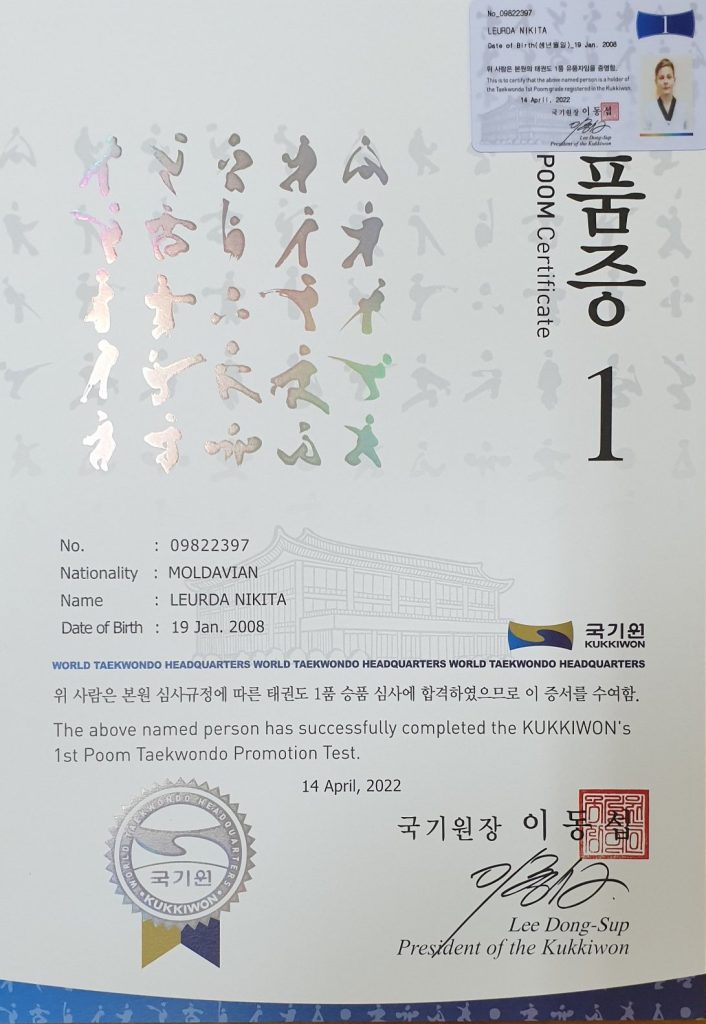 No_09822397
LEURDA NIKITA
Date of Birth(생년월일)_19 Jan. 2008
위 사람은 본원의 태권도 1품 유품자임을 증명함.
This is to certify that the above named person is a holder of
the Taekwondo 1st Poom grade registered in the Kukkiwon.
14 April, 2022
국기원장 이동섭
Lee Dong-Sup
President of the Kukkiwon
1
품증
1
POOM Certificate
No. : 09822397
Nationality : MOLDAVIAN
Name : LEURDA NIKITA
Date of Birth : 19 Jan. 2008
국기원
KUKKIWON
WORLD TAEKWONDO HEADQUARTERS WORLD TAEKWONDO HEADQUARTERS WORLD TAEKWONDO HEADQUARTERS
위 사람은 본원 심사규정에 따른 태권도 1품 승품 심사에 합격하였으므로 이 증서를 수여함.
The above named person has successfully completed the KUKKIWON's
1st Poom Taekwondo Promotion Test.
14 April, 2022
국기원장 이동섭
Lee Dong-Sup
President of the Kukkiwon
WORLD TAEKWONDO HEADQUARTERS
국기원
KUKKIWON